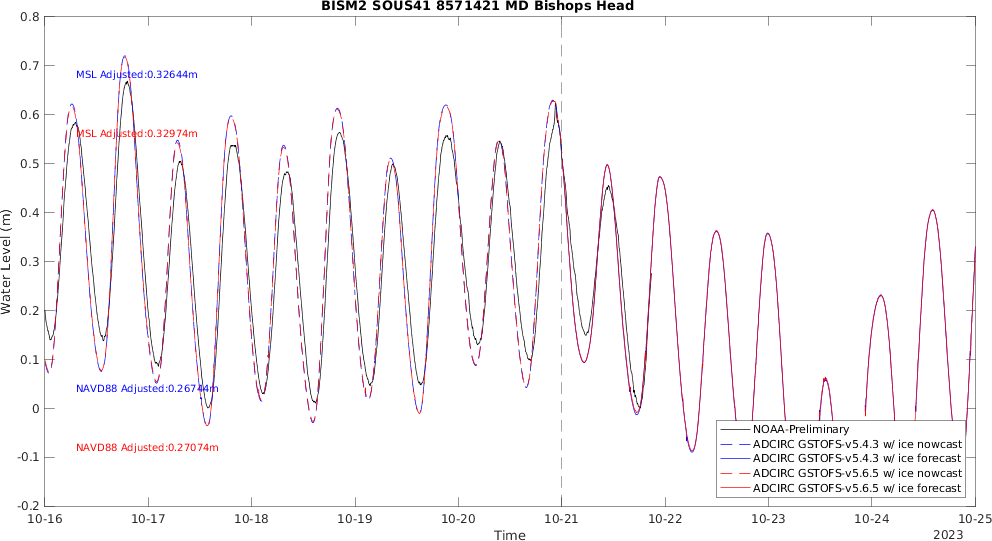 BISM2 SOUS41 8571421 MD Bishops Head
0.8
0.7
MSL Adjusted:0.32644m
0.6
MSL Adjusted:0.32974m
0.5
0.4
Water Level (m)
0.3
0.2
0.1
NAVD88 Adjusted:0.26744m
0
NOAA-Preliminary
NAVD88 Adjusted:0.27074m
ADCIRC GSTOFS-v5.4.3 w/ ice nowcast
-0.1
ADCIRC GSTOFS-v5.4.3 w/ ice forecast
ADCIRC GSTOFS-v5.6.5 w/ ice nowcast
ADCIRC GSTOFS-v5.6.5 w/ ice forecast
-0.2
10-16 10-17 10-18 10-19 10-20 10-21 10-22 10-23 10-24 10-25
Time
2023